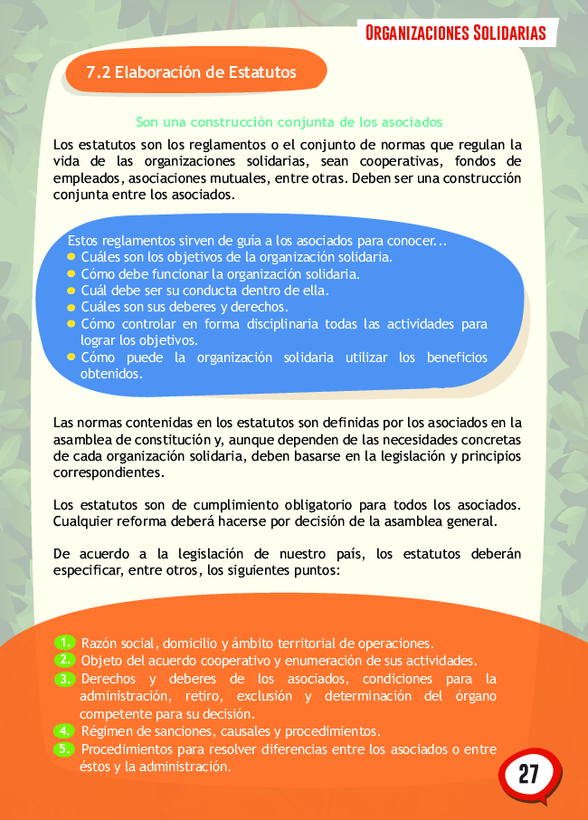 Organizaciones Solidarias
7.2 Elaboración de Estatutos
Son una construcción conjunta de los asociados
Los estatutos son los reglamentos o el conjunto de normas que regulan la
vida de las organizaciones solidarias, sean cooperativas, fondos de
empleados, asociaciones mutuales, entre otras. Deben ser una construcción
conjunta entre los asociados.
Estos reglamentos sirven de guía a los asociados para conocer...
Cuáles son los objetivos de la organización solidaria.
Cómo debe funcionar la organización solidaria.
Cuál debe ser su conducta dentro de ella.
Cuáles son sus deberes y derechos.
Cómo controlar en forma disciplinaria todas las actividades para
lograr los objetivos.
Cómo puede la organización solidaria utilizar los beneficios
obtenidos.
Las normas contenidas en los estatutos son definidas por los asociados en la
asamblea de constitución y, aunque dependen de las necesidades concretas
de cada organización solidaria, deben basarse en la legislación y principios
correspondientes.
Los estatutos son de cumplimiento obligatorio para todos los asociados.
Cualquier reforma deberá hacerse por decisión de la asamblea general.
De acuerdo a la legislación de nuestro país, los estatutos deberán
especificar, entre otros, los siguientes puntos:
1. Razón social, domicilio y ámbito territorial de operaciones.
2. Objeto del acuerdo cooperativo y enumeración de sus actividades.
3. Derechos y deberes de los asociados, condiciones para la
administración, retiro, exclusión y determinación del órgano
competente para su decisión.
4. Régimen de sanciones, causales y procedimientos.
5. Procedimientos para resolver diferencias entre los asociados o entre
éstos y la administración.
27